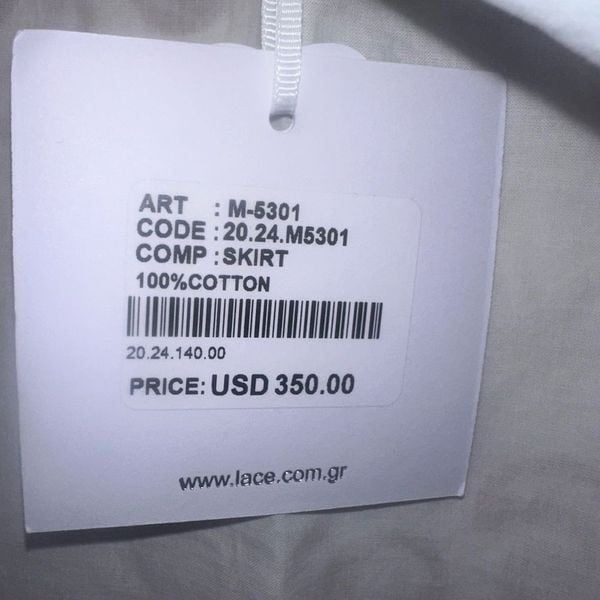 ART : M-5301
CODE : 20.24.M5301
COMP : SKIRT
100%COTTON
20.24.140.00
PRICE: USD 350.00
www.lace.com.gr